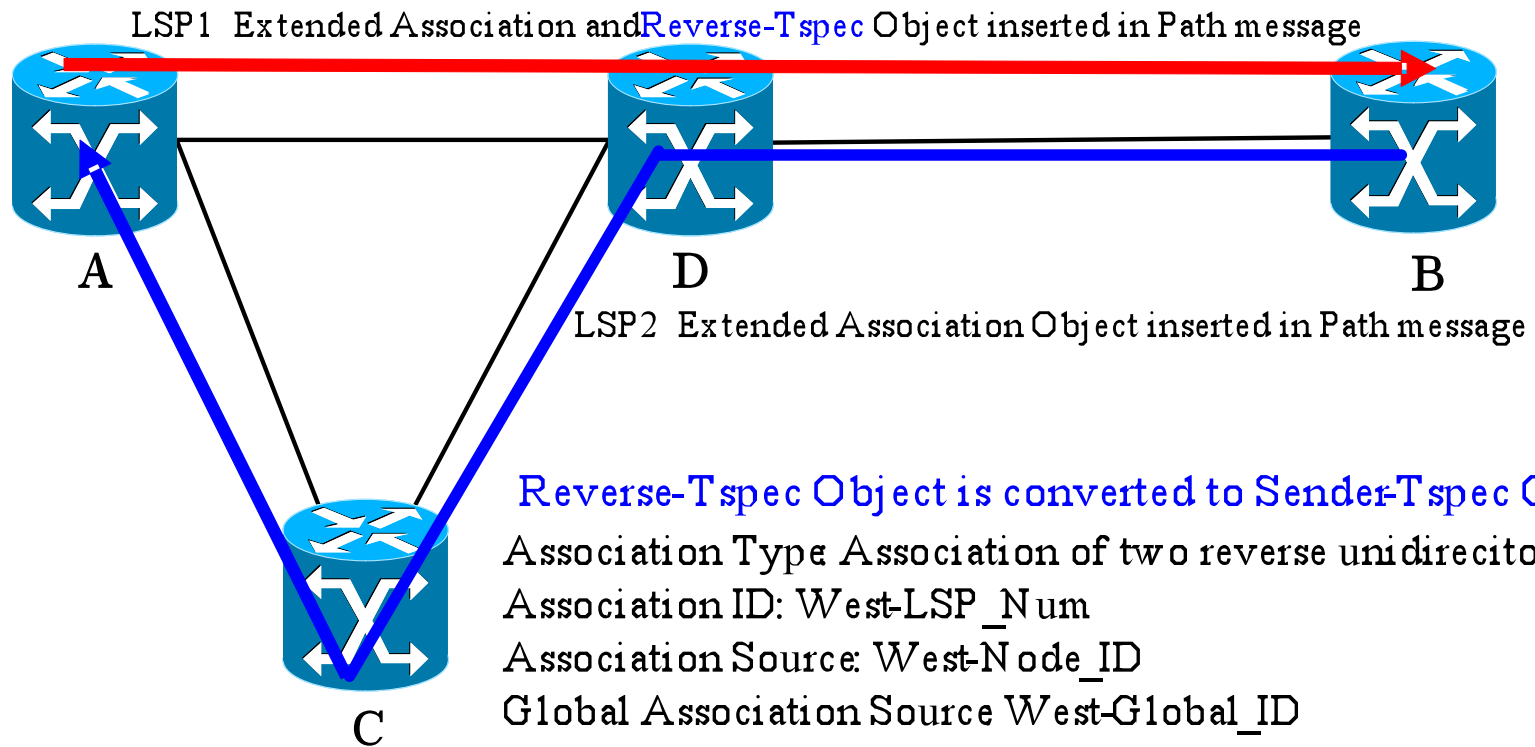 LSP1 Extended Association and Reverse-Tspec Object inserted in Path message
A
D
B
LSP2 Extended Association Object inserted in Path message
Reverse-Tspec Object is converted to Sender-Tspec
Association Type: Association of two reverse unidirecito
Association ID: West-LSP_Num
Association Source: West-Node_ID
Global Association Source West-Global_ID
C